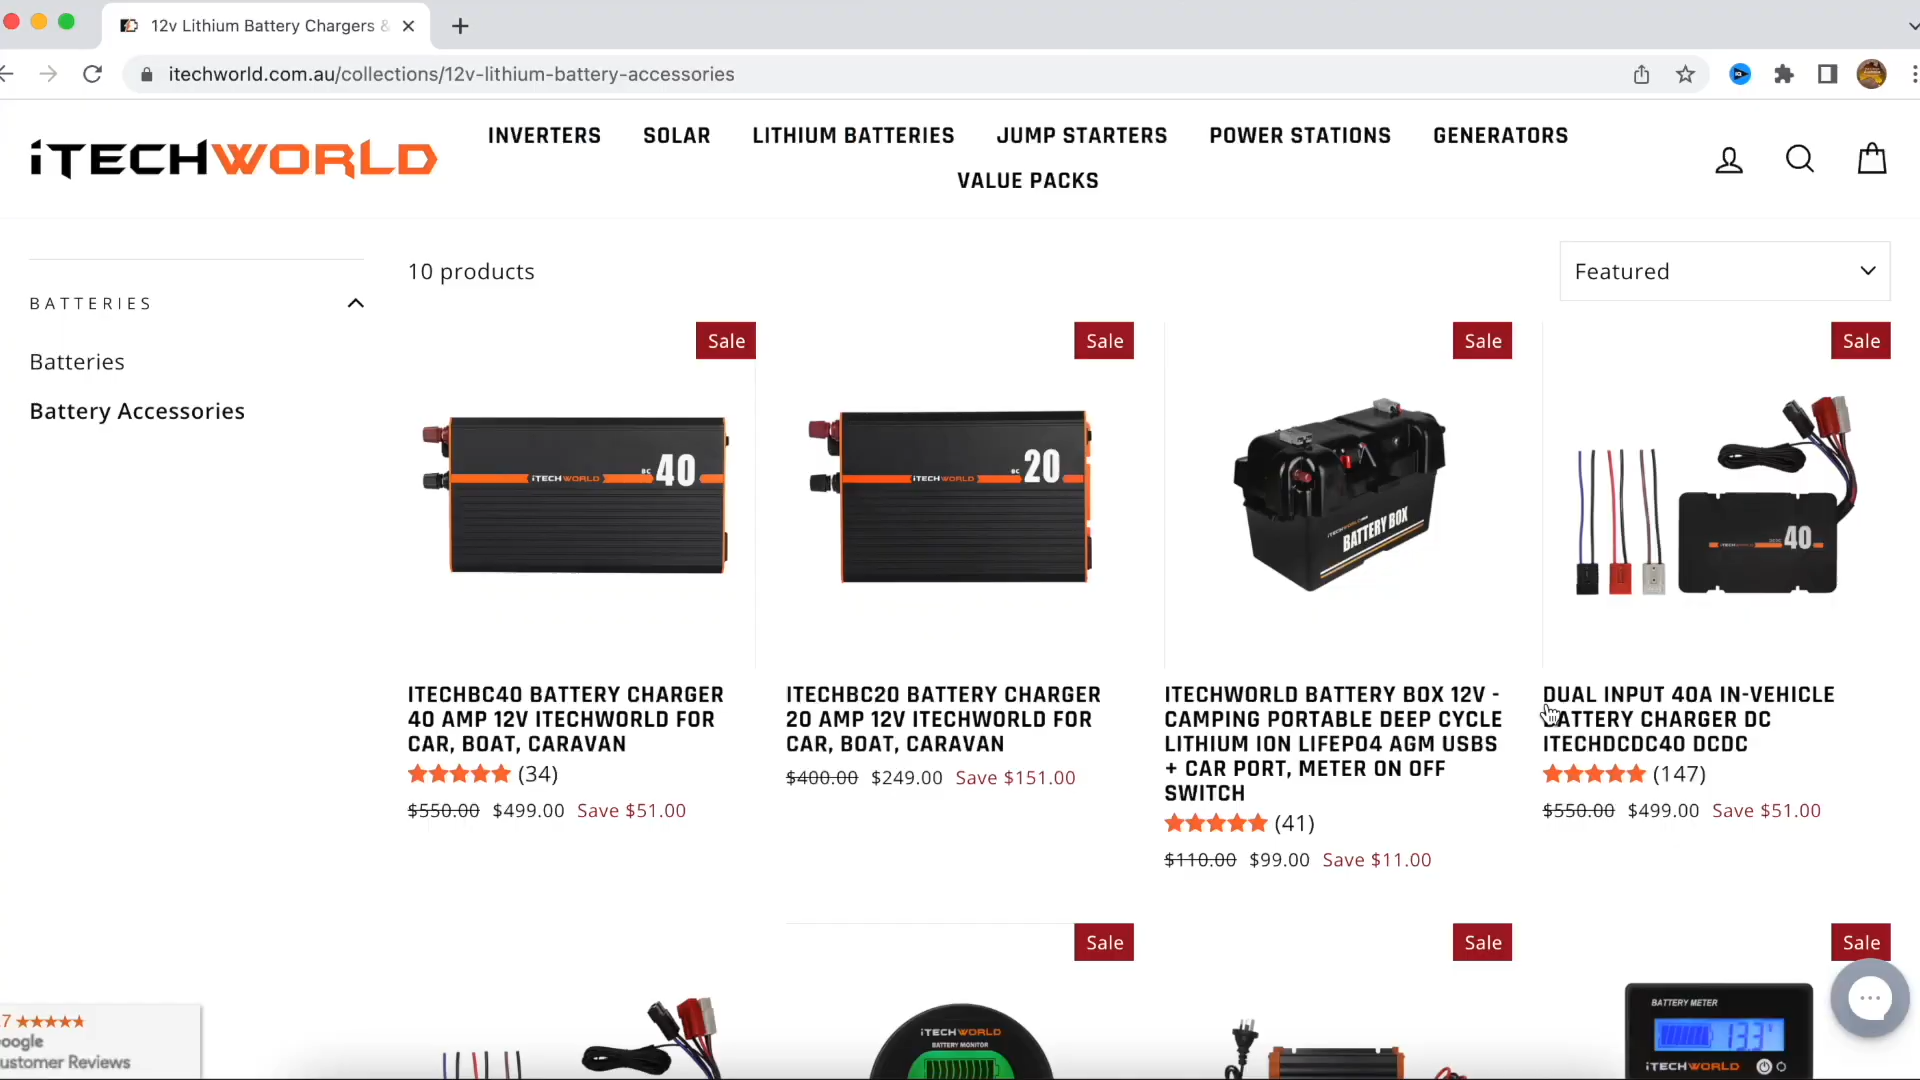 12v Lithium Battery Chargers &
itechworld.com.au/collections/12v-lithium-battery-accessories
iTECHWORLD
INVERTERS SOLAR LITHIUM BATTERIES JUMP STARTERS POWER STATIONS GENERATORS
VALUE PACKS
BATTERIES
Batteries
Battery Accessories
10 products
Featured
Sale
Sale
Sale
Sale
iTECHWORLD BC 40
iTECHWORLD BC 20
iTECHWORLD
BATTERY BOX
iTECHWORLD DCDC 40
ITECHBC40 BATTERY CHARGER
40 AMP 12V ITECHWORLD FOR
CAR, BOAT, CARAVAN
(34)
$550.00 $499.00 Save $51.00
ITECHBC20 BATTERY CHARGER
20 AMP 12V ITECHWORLD FOR
CAR, BOAT, CARAVAN
$400.00 $249.00 Save $151.00
ITECHWORLD BATTERY BOX 12V -
CAMPING PORTABLE DEEP CYCLE
LITHIUM ION LIFEPO4 AGM USBS
+ CAR PORT, METER ON OFF
SWITCH
(41)
$110.00 $99.00 Save $11.00
DUAL INPUT 40A IN-VEHICLE
BATTERY CHARGER DC
ITECHDCDC40 DCDC
(147)
$550.00 $499.00 Save $51.00
Sale
Sale
Sale
iTECHWORLD
BATTERY MONITOR
BATTERY METER
13.3
iTECHWORLD
7
oogle
ustomer Reviews